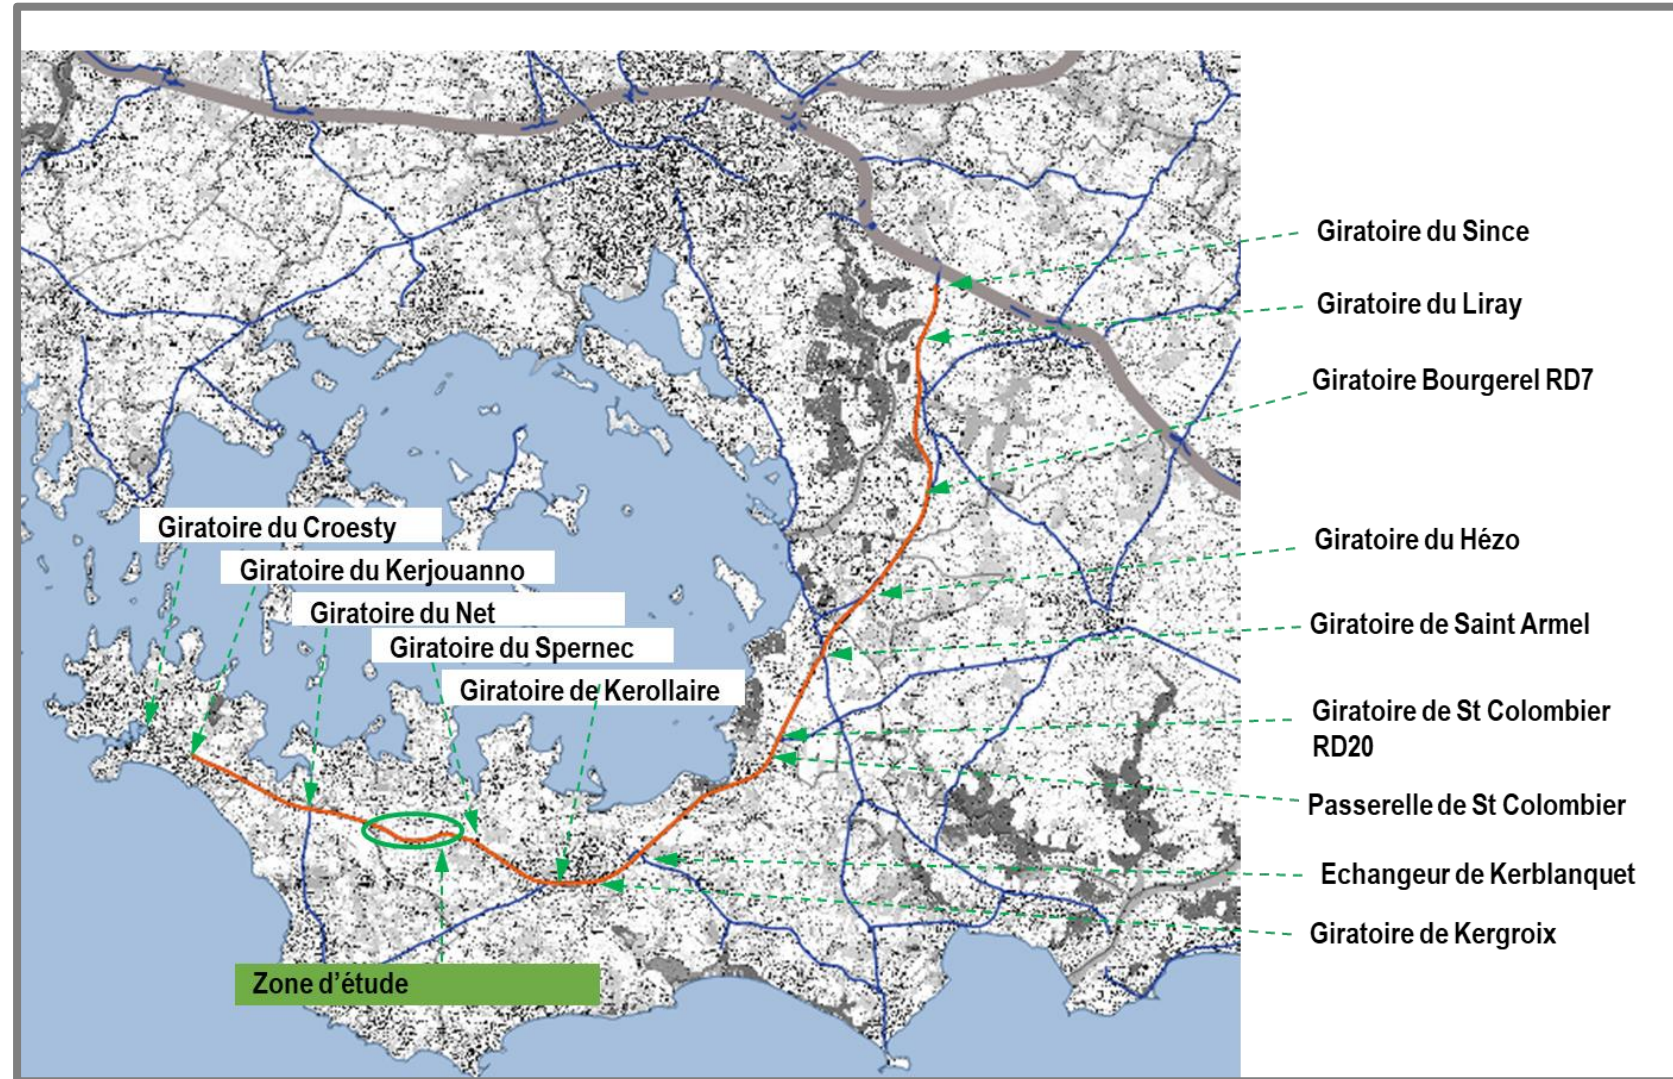 Giratoire du Since
Giratoire du Liray
Giratoire Bourgerel RD7
Giratoire du Croesty
Giratoire du Hézo
Giratoire du Kerjouanno
Giratoire du Net
Giratoire de Saint Armel
Giratoire du Spernec
Giratoire de Kerollaire
Giratoire de St Colombier
RD20
Passerelle de St Colombier
Echangeur de Kerblanquet
Giratoire de Kergroix
Zone d’étude